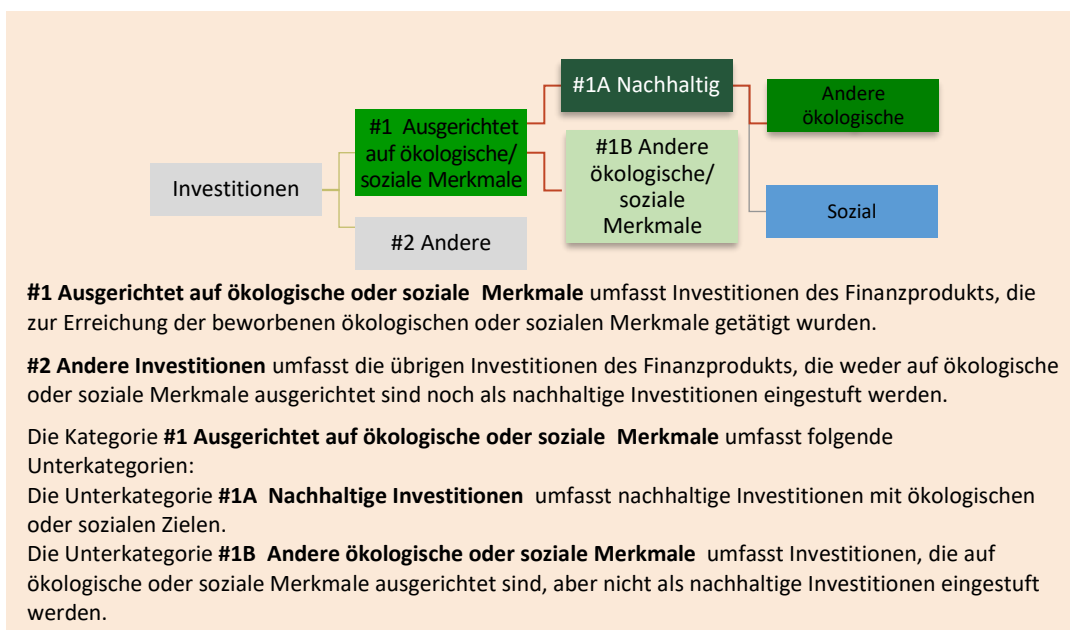 #1A Nachhaltig
Andere
ökologische
#1 Ausgerichtet
auf ökologische/
soziale Merkmale
#1B Andere
ökologische/
soziale
Merkmale
Investitionen
Sozial
#2 Andere
#1 Ausgerichtet auf ökologische oder soziale Merkmale umfasst Investitionen des Finanzprodukts, die
zur Erreichung der beworbenen ökologischen oder sozialen Merkmale getätigt wurden.
#2 Andere Investitionen umfasst die übrigen Investitionen des Finanzprodukts, die weder auf ökologische
oder soziale Merkmale ausgerichtet sind noch als nachhaltige Investitionen eingestuft werden.
Die Kategorie #1 Ausgerichtet auf ökologische oder soziale Merkmale umfasst folgende
Unterkategorien:
Die Unterkategorie #1A Nachhaltige Investitionen umfasst nachhaltige Investitionen mit ökologischen
oder sozialen Zielen.
Die Unterkategorie #1B Andere ökologische oder soziale Merkmale umfasst Investitionen, die auf
ökologische oder soziale Merkmale ausgerichtet sind, aber nicht als nachhaltige Investitionen eingestuft
werden.